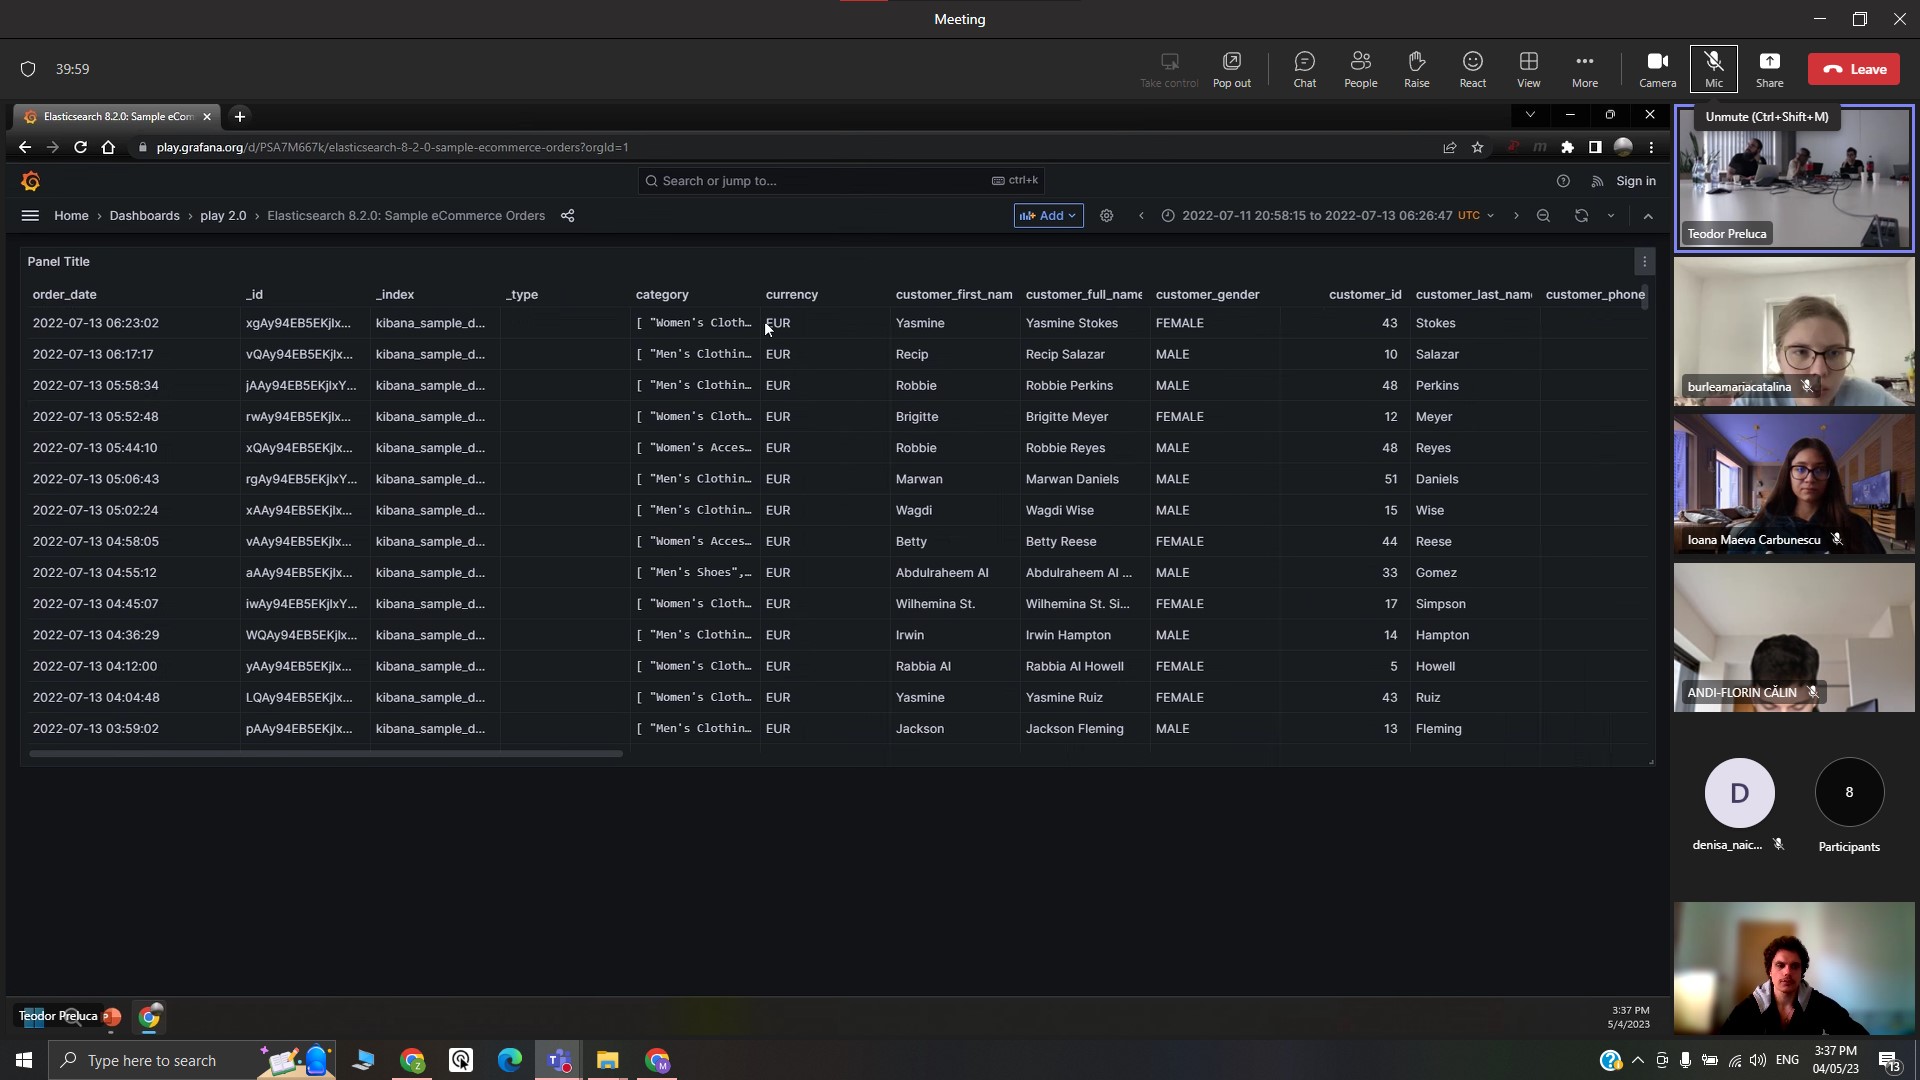 Meeting
39:59
Take control
Pop out
Chat
People
Raise
React
View
More
Camera
Mic
Share
Leave
Unmute (Ctrl+Shift+M)
Elasticsearch 8.2.0: Sample eCom
play.grafana.org/d/PSA7M667k/elasticsearch-8-2-0-sample-ecommerce-orders?orgId=1
Search or jump to...
ctrl+k
Sign in
Home › Dashboards › play 2.0 › Elasticsearch 8.2.0: Sample eCommerce Orders
Add
2022-07-11 20:58:15 to 2022-07-13 06:26:47 UTC
Panel Title
order_date _id _index _type category currency customer_first_nam customer_full_name customer_gender customer_id customer_last_nam customer_phone
2022-07-13 06:23:02 xgAy94EB5EKjlx... kibana_sample_d... [ "Women's Cloth... EUR Yasmine Yasmine Stokes FEMALE 43 Stokes
2022-07-13 06:17:17 vQAy94EB5EKjlx... kibana_sample_d... [ "Men's Clothin... EUR Recip Recip Salazar MALE 10 Salazar
2022-07-13 05:58:34 jAAy94EB5EKjlxY... kibana_sample_d... [ "Men's Clothin... EUR Robbie Robbie Perkins MALE 48 Perkins
2022-07-13 05:52:48 rwAy94EB5EKjlx... kibana_sample_d... [ "Women's Cloth... EUR Brigitte Brigitte Meyer FEMALE 12 Meyer
2022-07-13 05:44:10 xQAy94EB5EKjlx... kibana_sample_d... [ "Women's Acces... EUR Robbie Robbie Reyes MALE 48 Reyes
2022-07-13 05:06:43 rgAy94EB5EKjlxY... kibana_sample_d... [ "Men's Clothin... EUR Marwan Marwan Daniels MALE 51 Daniels
2022-07-13 05:02:24 xAAy94EB5EKjlx... kibana_sample_d... [ "Men's Clothin... EUR Wagdi Wagdi Wise MALE 15 Wise
2022-07-13 04:58:05 vAAy94EB5EKjlx... kibana_sample_d... [ "Women's Acces... EUR Betty Betty Reese FEMALE 44 Reese
2022-07-13 04:55:12 aAAy94EB5EKjlx... kibana_sample_d... [ "Men's Shoes",... EUR Abdulraheem Al Abdulraheem Al ... MALE 33 Gomez
2022-07-13 04:45:07 iwAy94EB5EKjlxY... kibana_sample_d... [ "Women's Cloth... EUR Wilhemina St. Wilhemina St. Si... FEMALE 17 Simpson
2022-07-13 04:36:29 WQAy94EB5EKjlx... kibana_sample_d... [ "Men's Clothin... EUR Irwin Irwin Hampton MALE 14 Hampton
2022-07-13 04:12:00 yAAy94EB5EKjlx... kibana_sample_d... [ "Women's Cloth... EUR Rabbia Al Rabbia Al Howell FEMALE 5 Howell
2022-07-13 04:04:48 LQAy94EB5EKjlx... kibana_sample_d... [ "Women's Cloth... EUR Yasmine Yasmine Ruiz FEMALE 43 Ruiz
2022-07-13 03:59:02 pAAy94EB5EKjlx... kibana_sample_d... [ "Men's Clothin... EUR Jackson Jackson Fleming MALE 13 Fleming
Teodor Preluca
burleamariacatalina
Ioana Maeva Carbunescu
ANDI-FLORIN CĂLIN
D
8
denisa_naic...
Participants
Teodor Preluca
3:37 PM
5/4/2023
Type here to search
ENG
3:37 PM
04/05/23
13